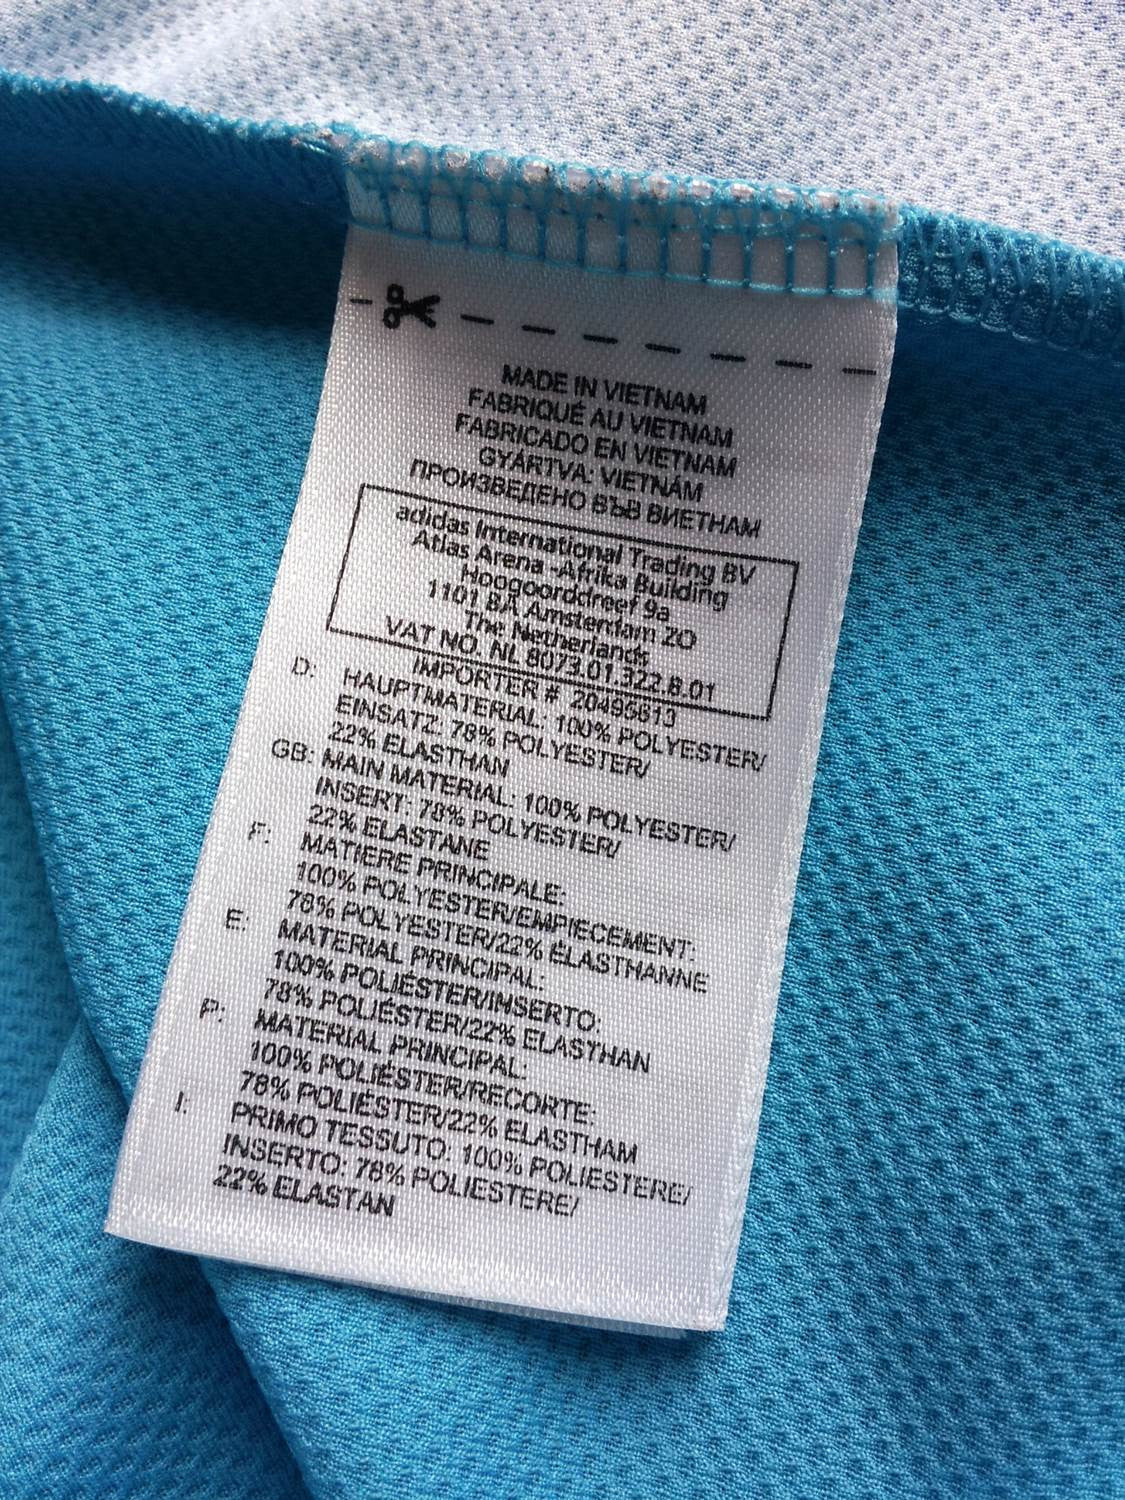 MADE IN VIETNAM
FABRIQUÉ AU VIETNAM
FABRICADO EN VIETNAM
GYÁRTVA: VIETNÁM
ПРОИЗВЕДЕНО ВЪВ ВИЕТНАМ
adidas International Trading BV
Atlas Arena -Afrika Building
Hoogoorddreef 9a
1101 BA Amsterdam ZO
The Netherlands
VAT NO. NL 8073.01.322.B.01
IMPORTER # 20495613
D: HAUPTMATERIAL: 100% POLYESTER/
EINSATZ: 78% POLYESTER/
22% ELASTHAN
GB: MAIN MATERIAL: 100% POLYESTER/
INSERT: 78% POLYESTER/
22% ELASTANE
F: MATIERE PRINCIPALE:
100% POLYESTER/EMPIECEMENT:
78% POLYESTER/22% ELASTHANNE
E: MATERIAL PRINCIPAL:
100% POLIÉSTER/INSERTO:
78% POLIÉSTER/22% ELASTHAN
P: MATERIAL PRINCIPAL:
100% POLIÉSTER/RECORTE:
78% POLIÉSTER/22% ELASTHAM
I: PRIMO TESSUTO: 100% POLIESTERE/
INSERTO: 78% POLIESTERE/
22% ELASTAN